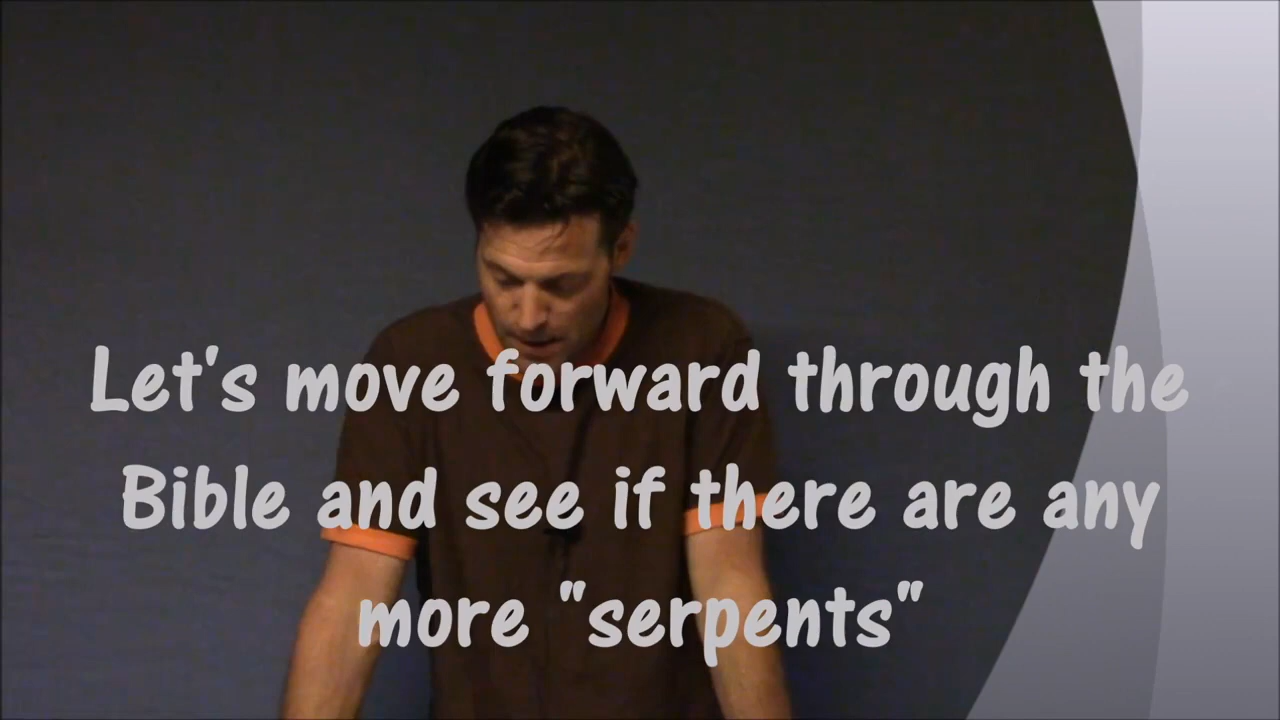 Let's move forward through the
Bible and see if there are any
more "serpents"